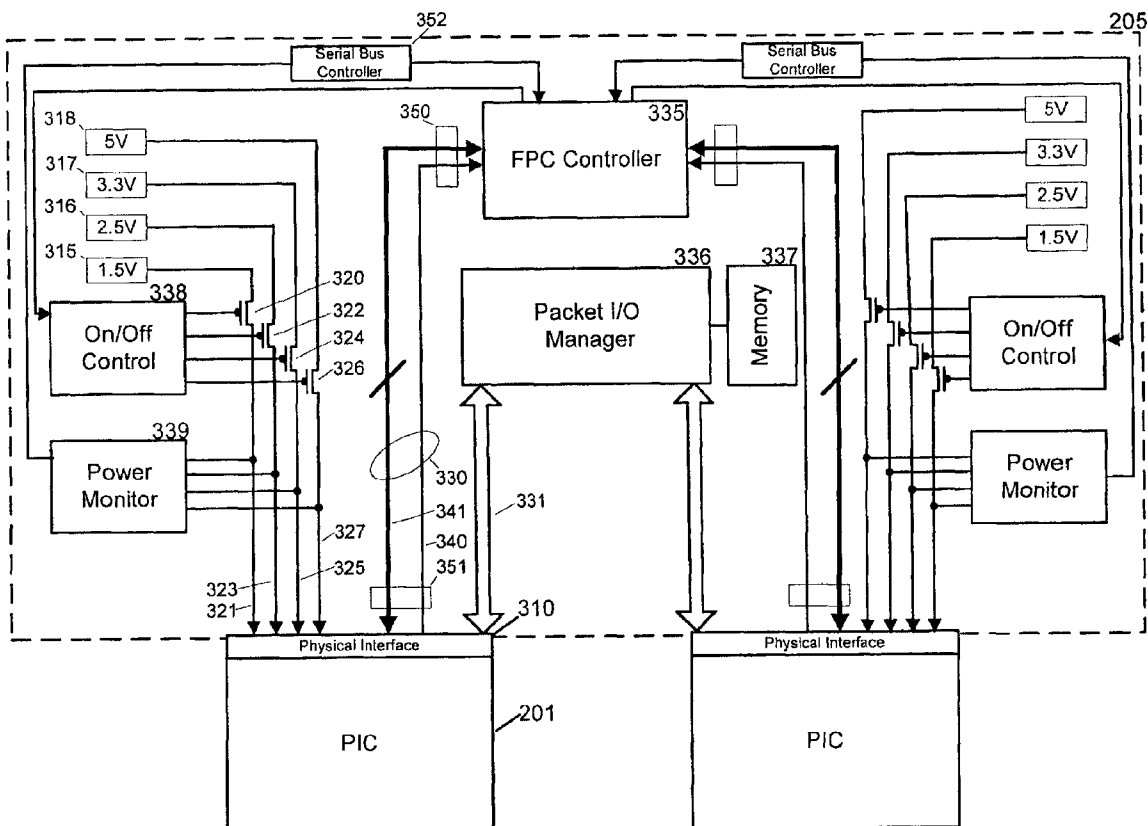 205
352
Serial Bus
Controller
Serial Bus
Controller
350
335
FPC Controller
318
5V
317
3.3V
316
2.5V
315
1.5V
5V
3.3V
2.5V
1.5V
338
On/Off
Control
320
322
324
326
336
Packet I/O
Manager
337
Memory
On/Off
Control
339
Power
Monitor
330
341
331
327
340
325
351
323
321
310
Power
Monitor
Physical Interface
Physical Interface
201
PIC
PIC